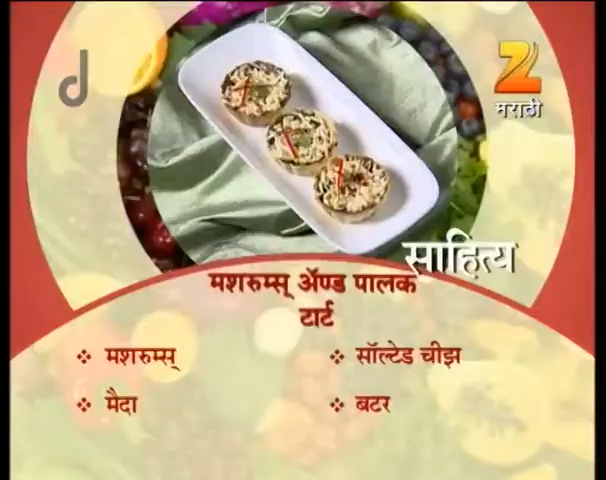 मराठी
साहित्य
मशरुम्स् ॲण्ड पालक
टार्ट
❖ मशरुम्स्
❖ सॉल्टेड चीझ
❖ मैदा
❖ बटर